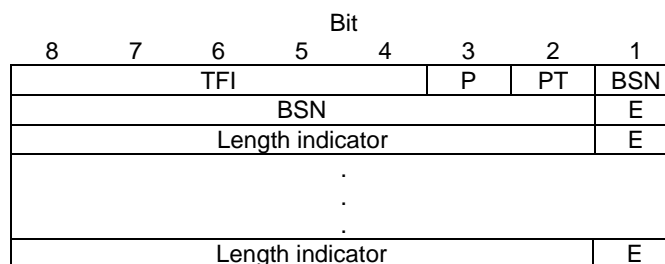 Bit
8 7 6 5 4 3 2 1
TFI P PT BSN
BSN E
Length indicator E
.
.
.
Length indicator E